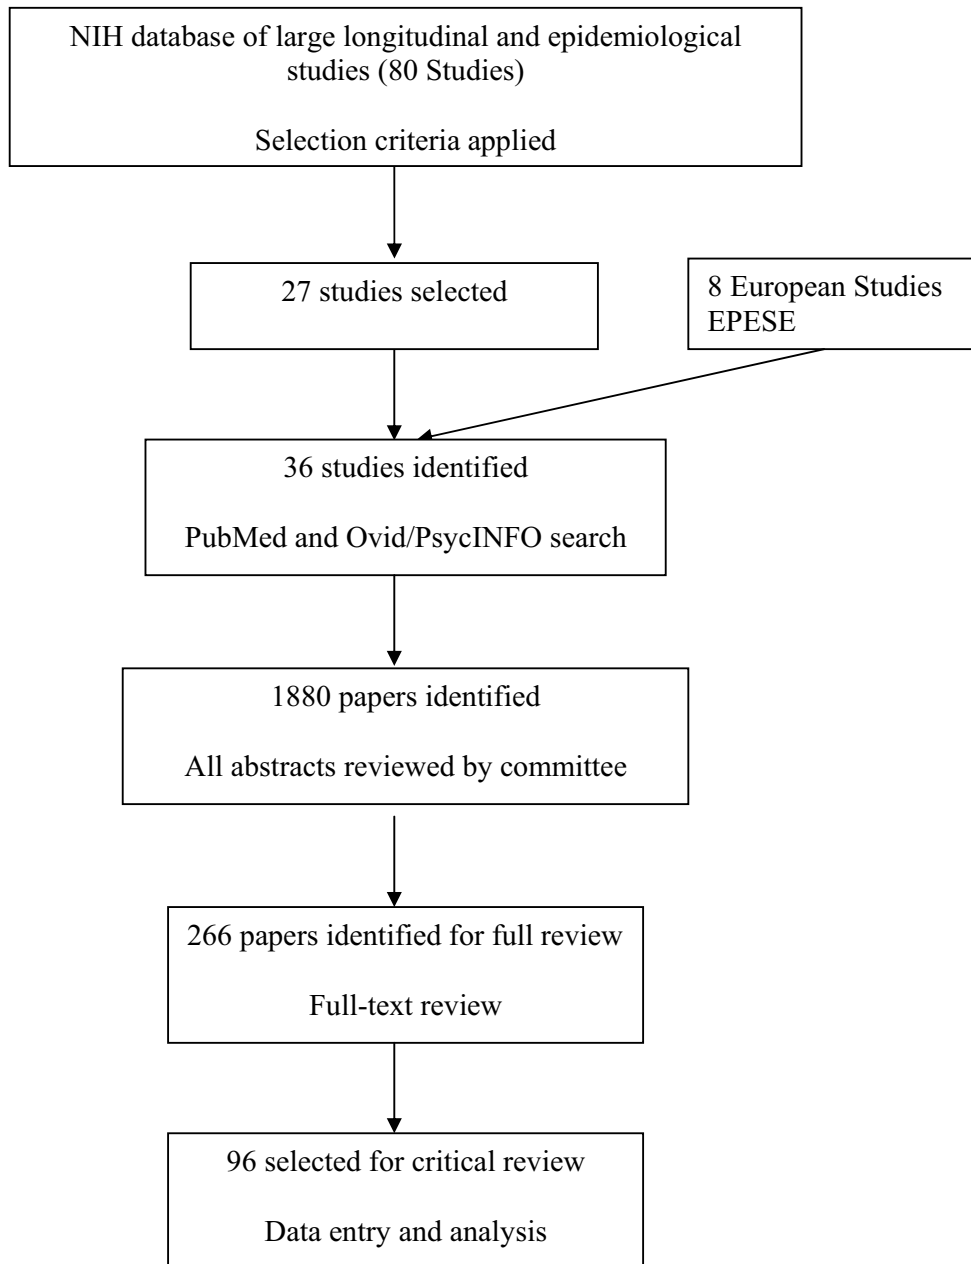 NIH database of large longitudinal and epidemiological
studies (80 Studies)
Selection criteria applied
27 studies selected
8 European Studies
EPESE
36 studies identified
PubMed and Ovid/PsycINFO search
1880 papers identified
All abstracts reviewed by committee
266 papers identified for full review
Full-text review
96 selected for critical review
Data entry and analysis